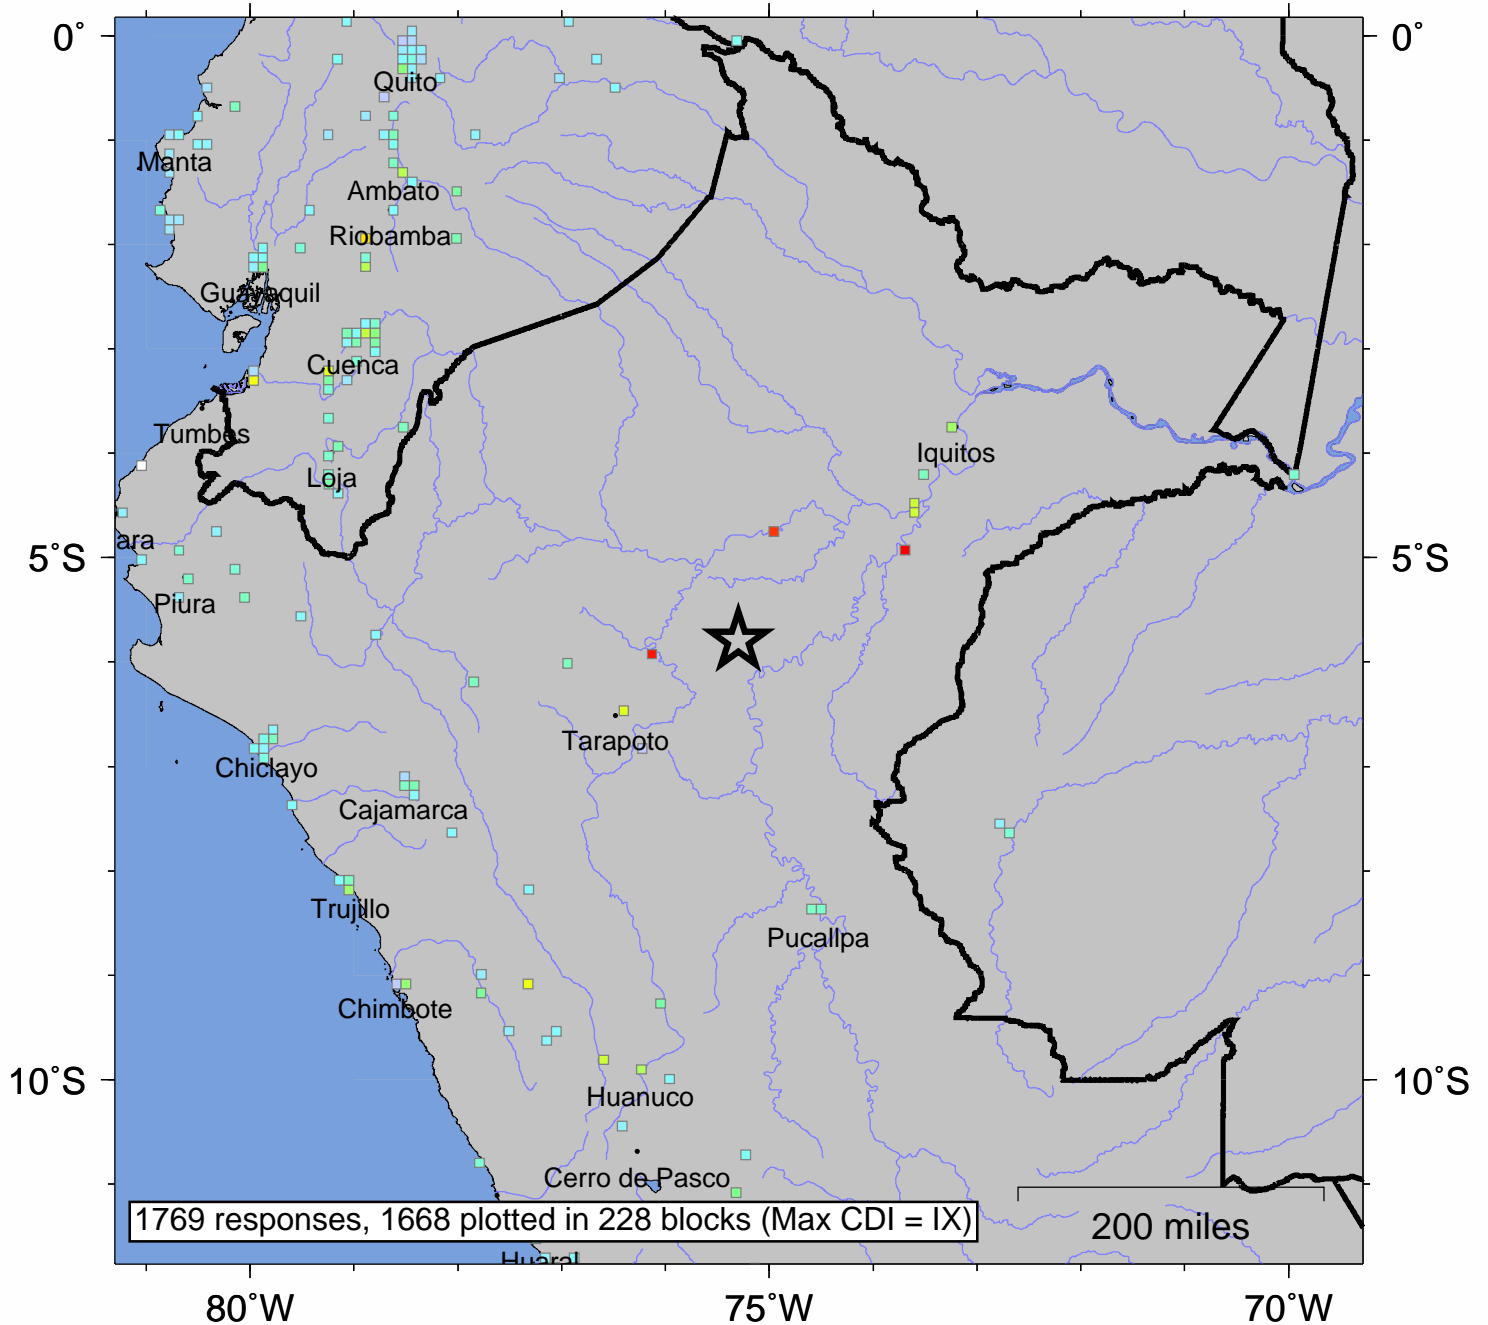 0°
0°
Quito
Manta
Ambato
Riobamba
Guayaquil
Cuenca
Tumbes
Iquitos
Loja
ara
5°S
5°S
Piura
Tarapoto
Chiclayo
Cajamarca
Trujillo
Pucallpa
Chimbote
10°S
10°S
Huanuco
Cerro de Pasco
1769 responses, 1668 plotted in 228 blocks (Max CDI = IX)
200 miles
Huaral
80°W
75°W
70°W